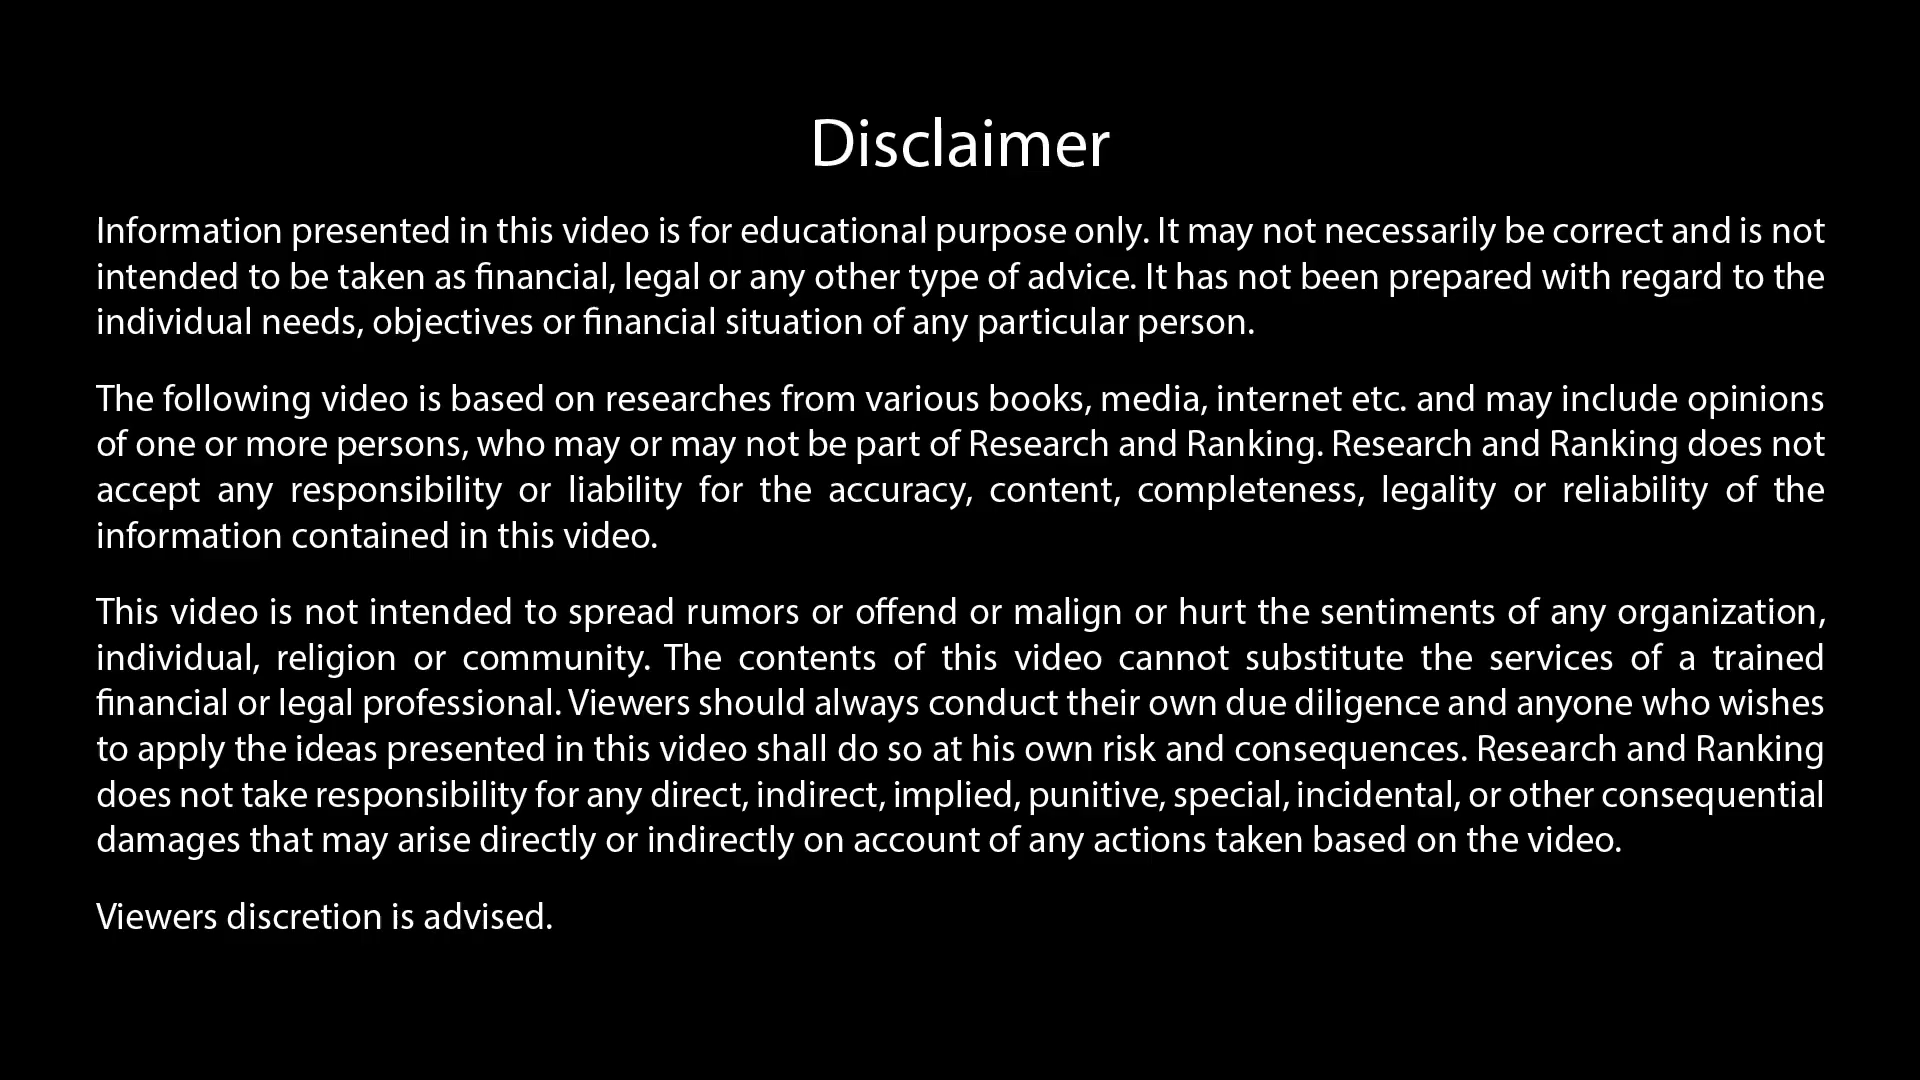 Disclaimer
Information presented in this video is for educational purpose only. It may not necessarily be correct and is not
intended to be taken as financial, legal or any other type of advice. It has not been prepared with regard to the
individual needs, objectives or financial situation of any particular person.
The following video is based on researches from various books, media, internet etc. and may include opinions
of one or more persons, who may or may not be part of Research and Ranking. Research and Ranking does not
accept any responsibility or liability for the accuracy, content, completeness, legality or reliability of the
information contained in this video.
This video is not intended to spread rumors or offend or malign or hurt the sentiments of any organization,
individual, religion or community. The contents of this video cannot substitute the services of a trained
financial or legal professional. Viewers should always conduct their own due diligence and anyone who wishes
to apply the ideas presented in this video shall do so at his own risk and consequences. Research and Ranking
does not take responsibility for any direct, indirect, implied, punitive, special, incidental, or other consequential
damages that may arise directly or indirectly on account of any actions taken based on the video.
Viewers discretion is advised.